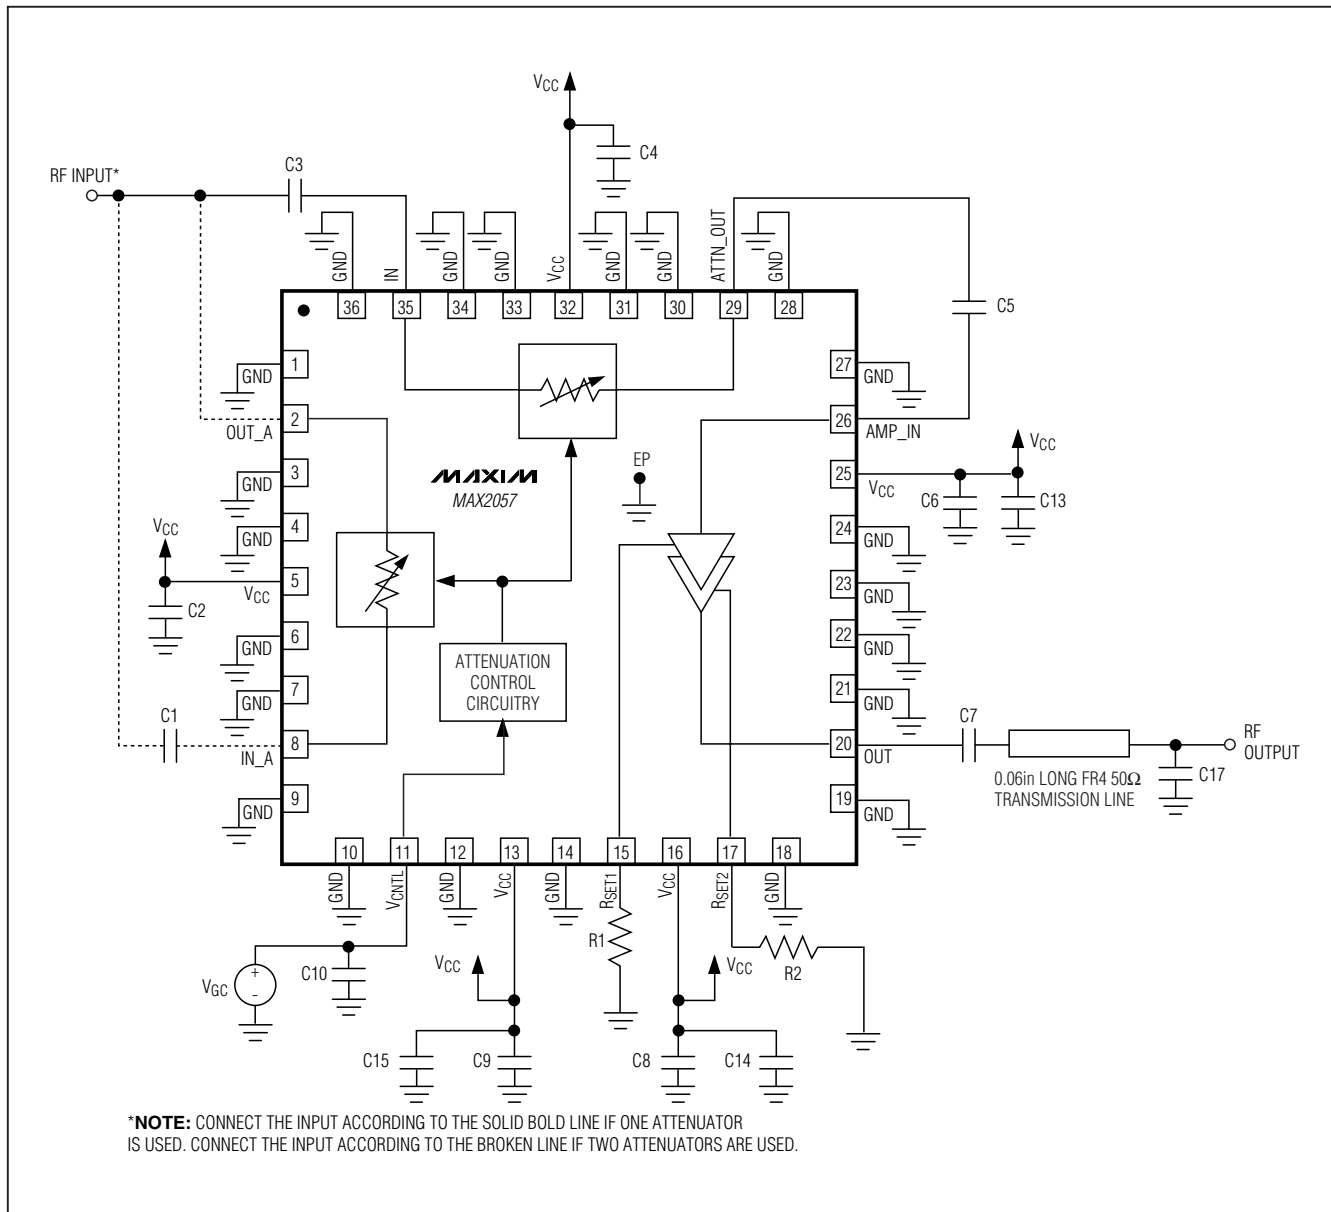 VCC
C4
C3
RF INPUT*
GND
IN
GND
GND
VCC
GND
GND
ATTN_OUT
GND
36
35
34
33
32
31
30
29
28
C5
1
GND
27
GND
2
OUT_A
26
AMP_IN
MAXIM
MAX2057
EP
3
GND
25
VCC
VCC
C6
C13
4
GND
24
GND
VCC
5
VCC
C2
23
GND
6
GND
22
GND
ATTENUATION
CONTROL
CIRCUITRY
7
GND
21
GND
C1
8
IN_A
20
OUT
C7
RF
OUTPUT
0.06in LONG FR4 50Ω
TRANSMISSION LINE
C17
9
GND
19
GND
10
11
12
13
14
15
16
17
18
GND
VCNTL
GND
VCC
GND
RSET1
VCC
RSET2
GND
R1
R2
VGC
+
-
C10
VCC
VCC
C15
C9
C8
C14
*NOTE: CONNECT THE INPUT ACCORDING TO THE SOLID BOLD LINE IF ONE ATTENUATOR
IS USED. CONNECT THE INPUT ACCORDING TO THE BROKEN LINE IF TWO ATTENUATORS ARE USED.